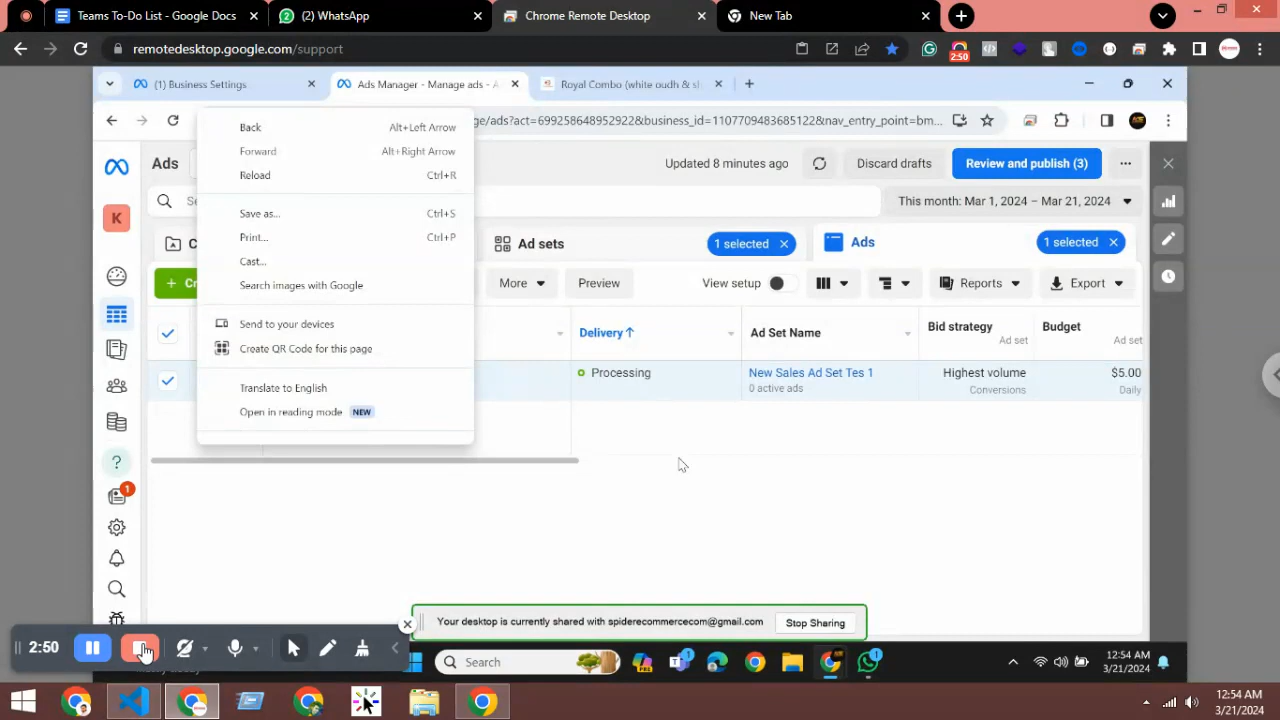 Teams To-Do List - Google Docs
(2) WhatsApp
Chrome Remote Desktop
New Tab
remotedesktop.google.com/support
2:50
(1) Business Settings
Ads Manager - Manage ads - A
Royal Combo (white oudh & sl
ge/ads?act=699258648952922&business_id=1107709483685122&nav_entry_point=bm...
Back Alt+Left Arrow
Forward Alt+Right Arrow
Reload Ctrl+R
Save as... Ctrl+S
Print... Ctrl+P
Cast...
Search images with Google
Send to your devices
Create QR Code for this page
Translate to English
Open in reading mode NEW
Ads
Updated 8 minutes ago
Discard drafts
Review and publish (3)
Se
This month: Mar 1, 2024 – Mar 21, 2024
K
C
Ad sets
1 selected
Ads
1 selected
+ Cr
More
Preview
View setup
Reports
Export
Delivery ↑
Ad Set Name
Bid strategy
Ad set
Budget
Ad set
Processing
New Sales Ad Set Tes 1
0 active ads
Highest volume
Conversions
$5.00
Daily
?
1
Your desktop is currently shared with spiderecommercecom@gmail.com
Stop Sharing
2:50
Search
1
1
12:54 AM
3/21/2024
12:54 AM
3/21/2024